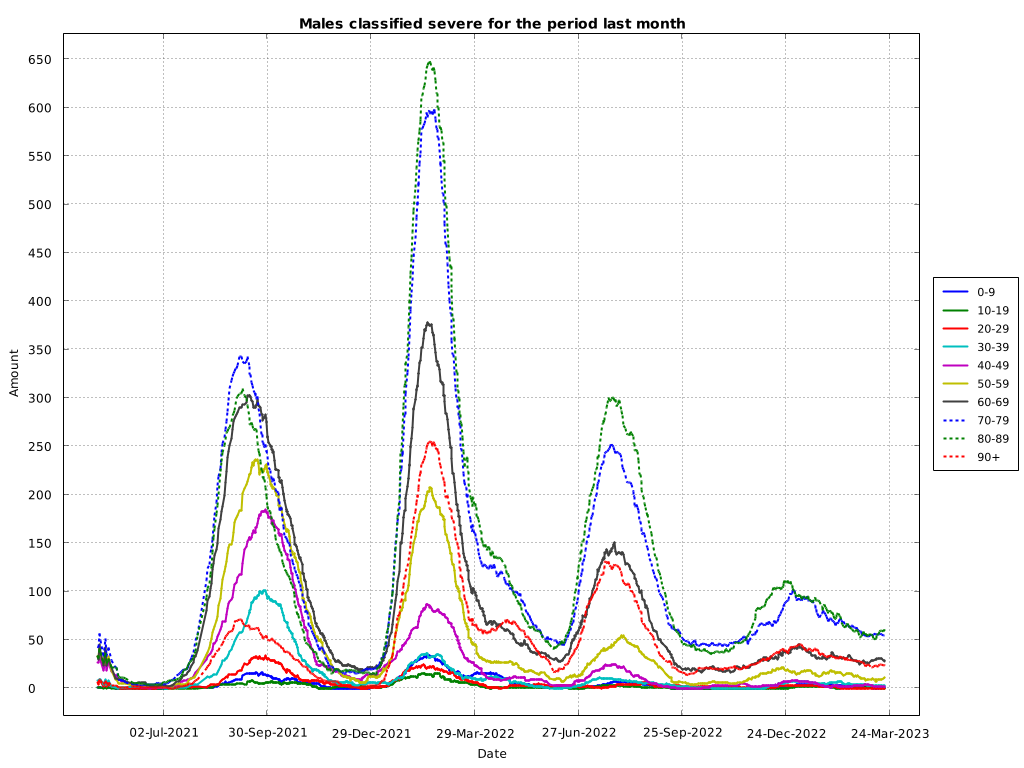 Males classified severe for the period last month
650
600
550
500
450
400
350
300
250
200
150
100
50
0
Amount
02-Jul-2021
30-Sep-2021
29-Dec-2021
29-Mar-2022
27-Jun-2022
25-Sep-2022
24-Dec-2022
24-Mar-2023
Date
0-9
10-19
20-29
30-39
40-49
50-59
60-69
70-79
80-89
90+